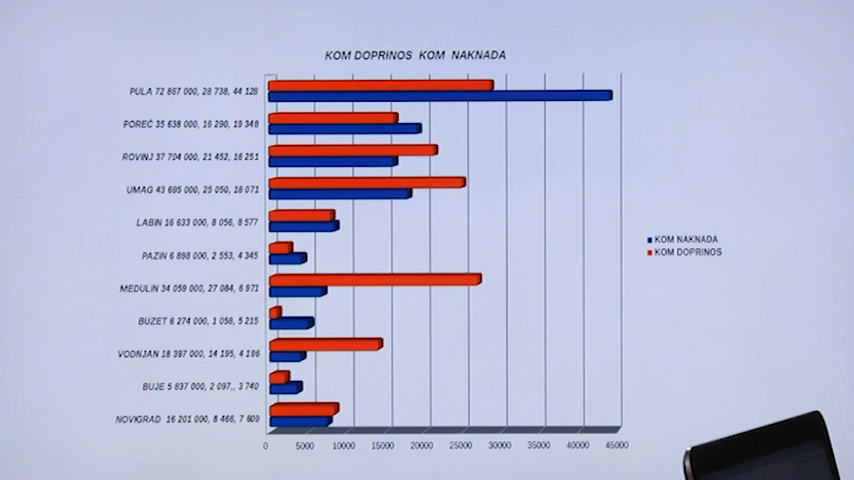 KOM DOPRINOS KOM NAKNADA
PULA 72 867 000, 28 738, 44 128
POREČ 35 638 000, 16 290, 19 348
ROVINJ 37 704 000, 21 452, 16 251
UMAG 43 695 000, 25 050, 18 071
LABIN 16 633 000, 8 056, 8 577
PAZIN 6 898 000, 2 553, 4 345
MEDULIN 34 059 000, 27 084, 6 971
BUZET 6 274 000, 1 058, 5 215
VODNJAN 18 397 000, 14 195, 4 196
BUJE 5 837 000, 2 097,, 3 740
NOVIGRAD 16 201 000, 8 466, 7 609
0 5000 10000 15000 20000 25000 30000 35000 40000 45000
KOM NAKNADA
KOM DOPRINOS